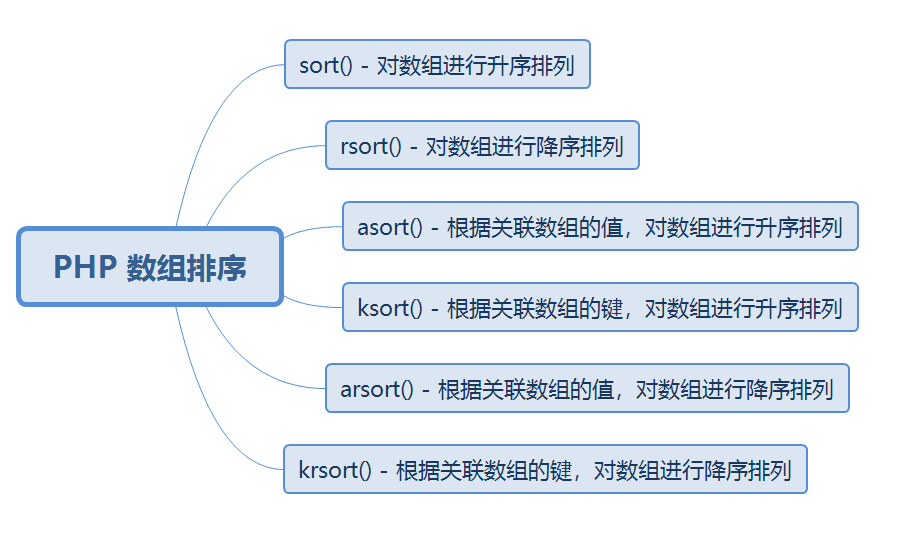 sort() - 对数组进行升序排列
rsort() - 对数组进行降序排列
asort() - 根据关联数组的值，对数组进行升序排列
PHP 数组排序
ksort() - 根据关联数组的键，对数组进行升序排列
arsort() - 根据关联数组的值，对数组进行降序排列
krsort() - 根据关联数组的键，对数组进行降序排列